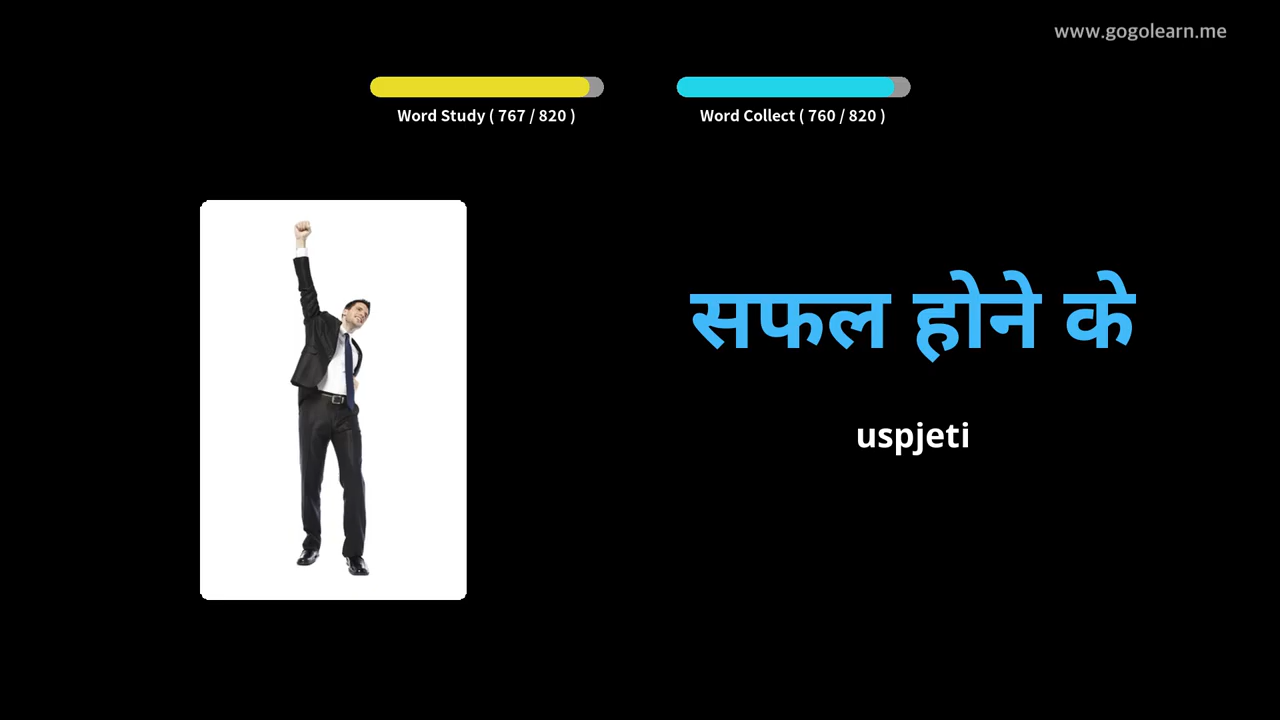 www.gogolearn.me
Word Study ( 767 / 820 )
Word Collect ( 760 / 820 )
सफल होने के
uspjeti